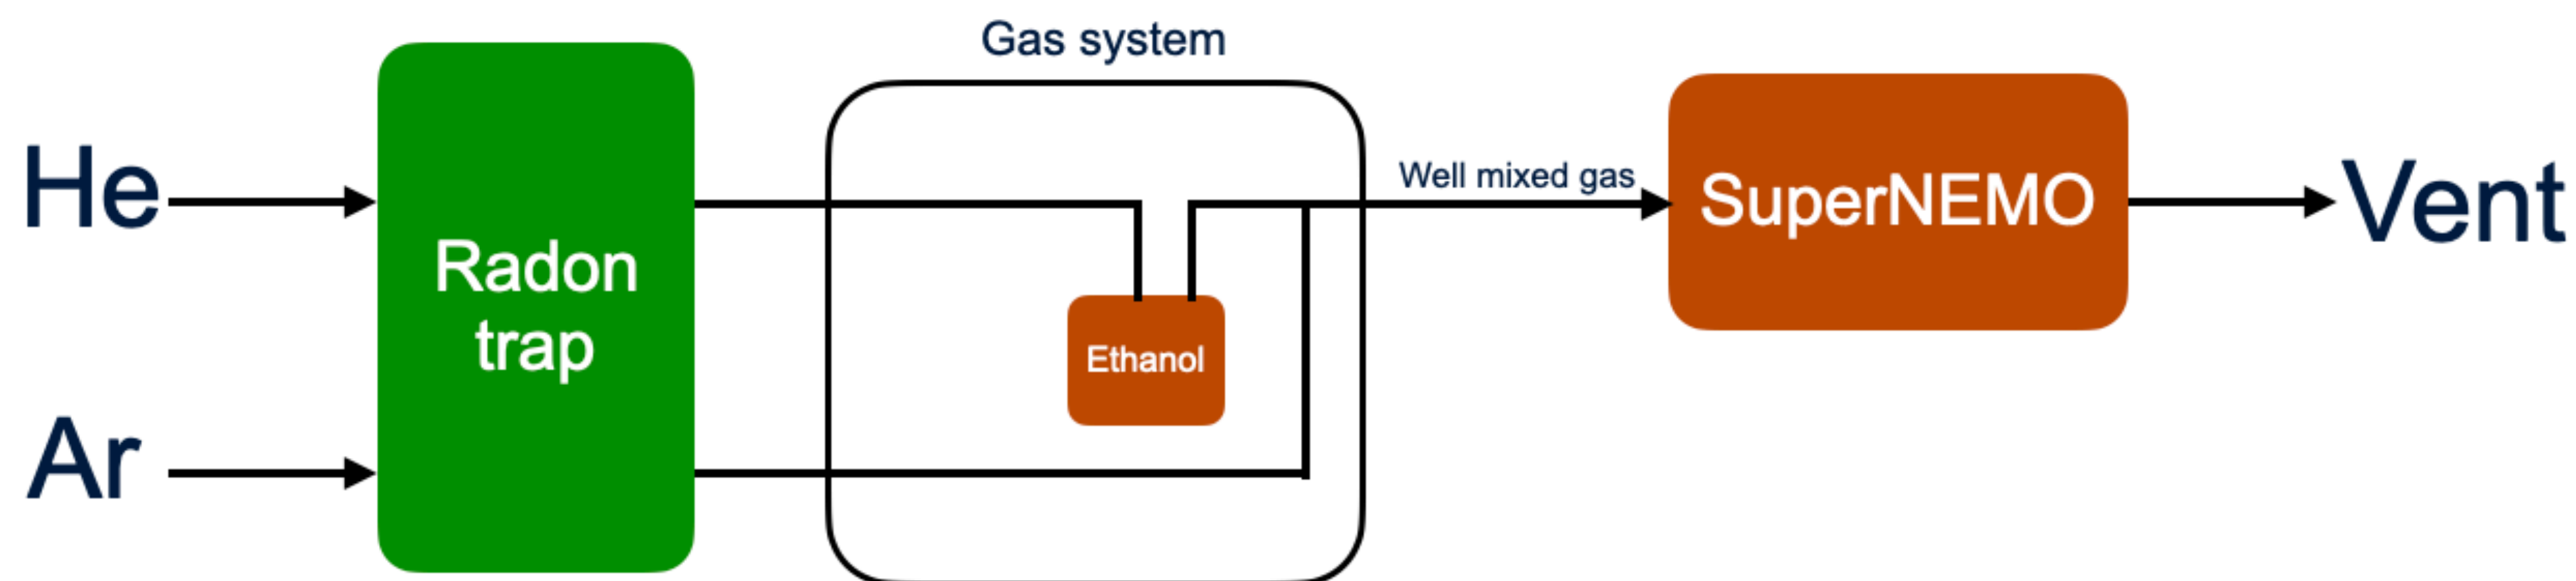 Gas system
He
Ar
Radon
trap
Ethanol
Well mixed gas
SuperNEMO
Vent